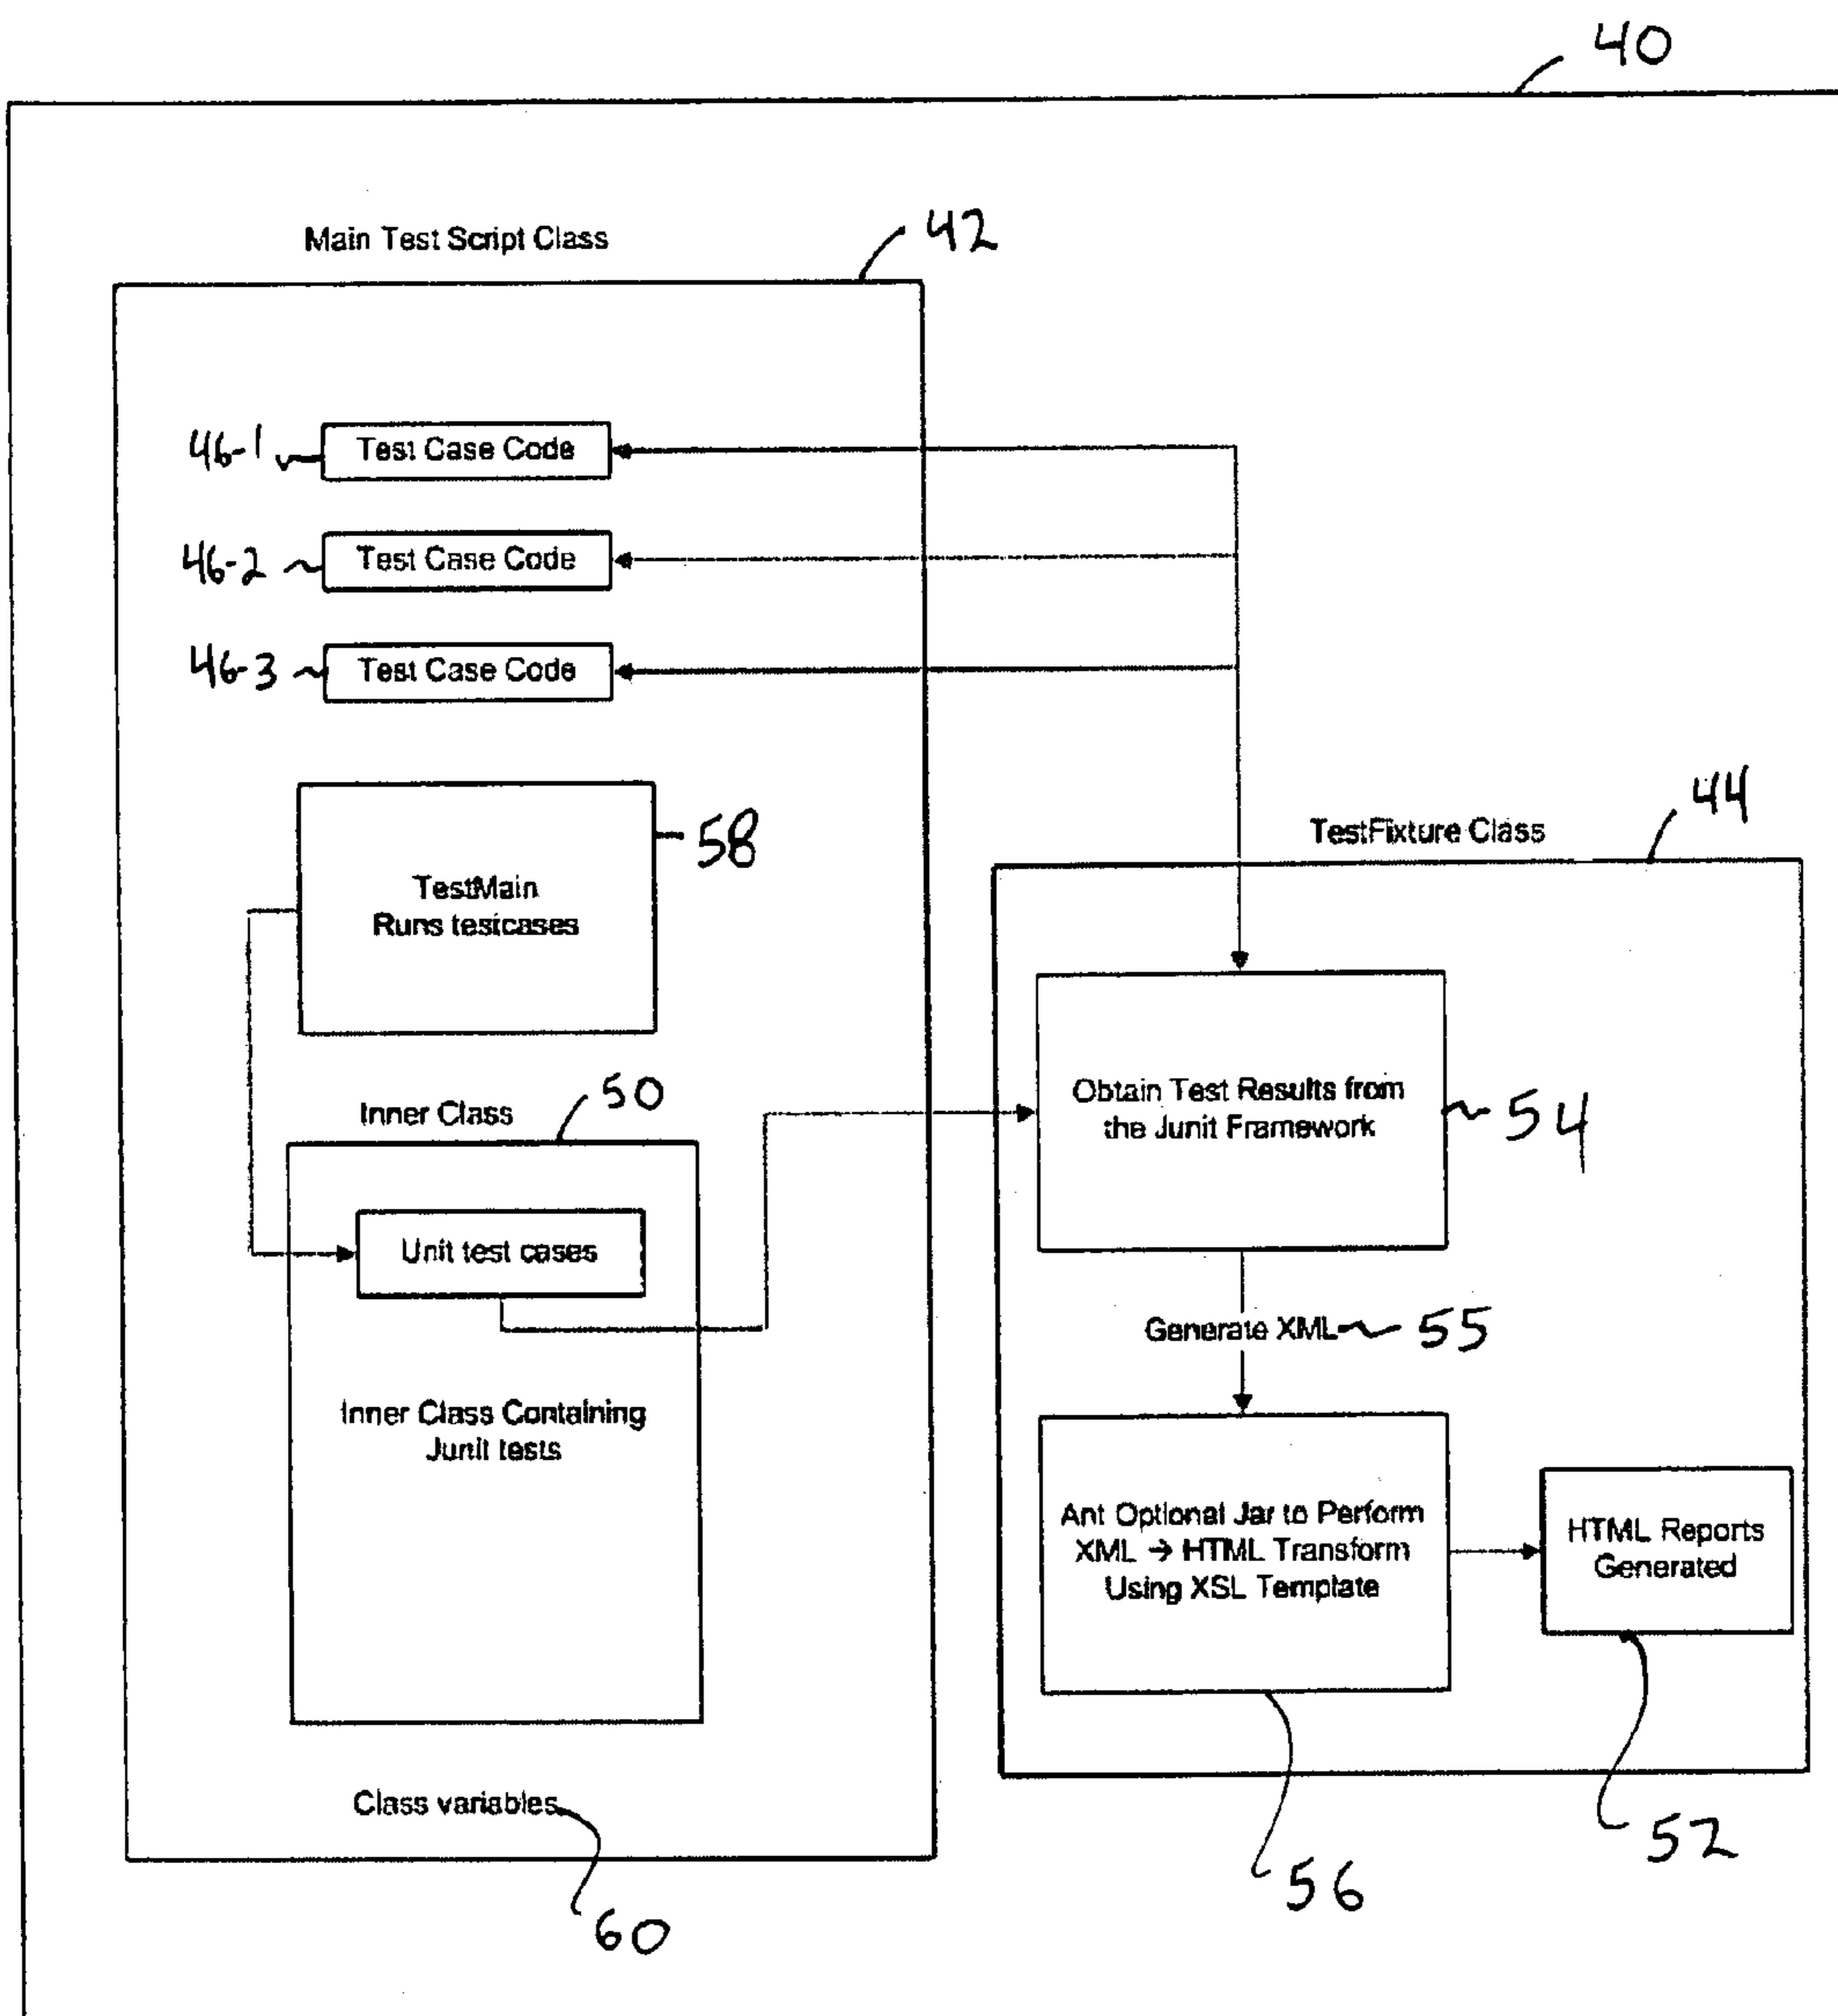 40
Main Test Script Class
42
46-1
Test Case Code
46-2
Test Case Code
46-3
Test Case Code
TestMain
Runs testcases
58
Inner Class
50
Unit test cases
Inner Class Containing
Junit tests
Class variables
60
TestFixture Class
44
Obtain Test Results from
the Junit Framework
54
Generate XML
55
Ant Optional Jar to Perform
XML → HTML Transform
Using XSL Template
56
HTML Reports
Generated
52